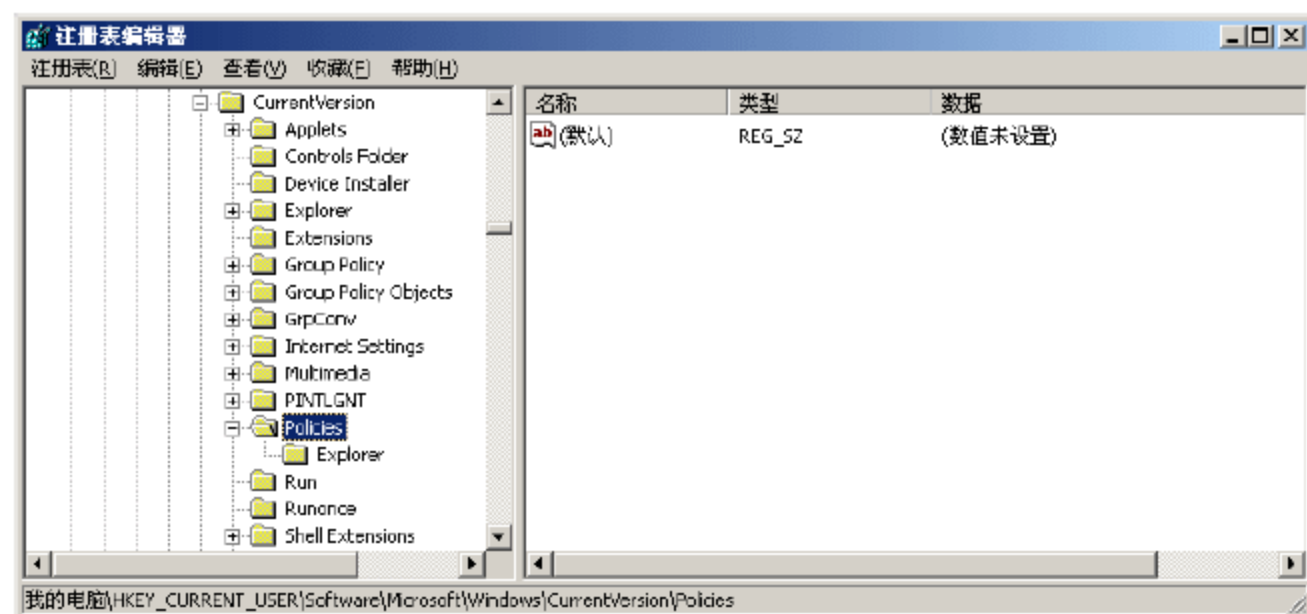 注册表编辑器
注册表(R) 编辑(E) 查看(V) 收藏(F) 帮助(H)
CurrentVersion
Applets
Controls Folder
Device Installer
Explorer
Extensions
Group Policy
Group Policy Objects
GrpConv
Internet Settings
Multimedia
PINTLGNT
Policies
Explorer
Run
Runonce
Shell Extensions
名称 类型 数据
ab (默认) REG_SZ (数值未设置)
我的电脑\HKEY_CURRENT_USER\Software\Microsoft\Windows\CurrentVersion\Policies